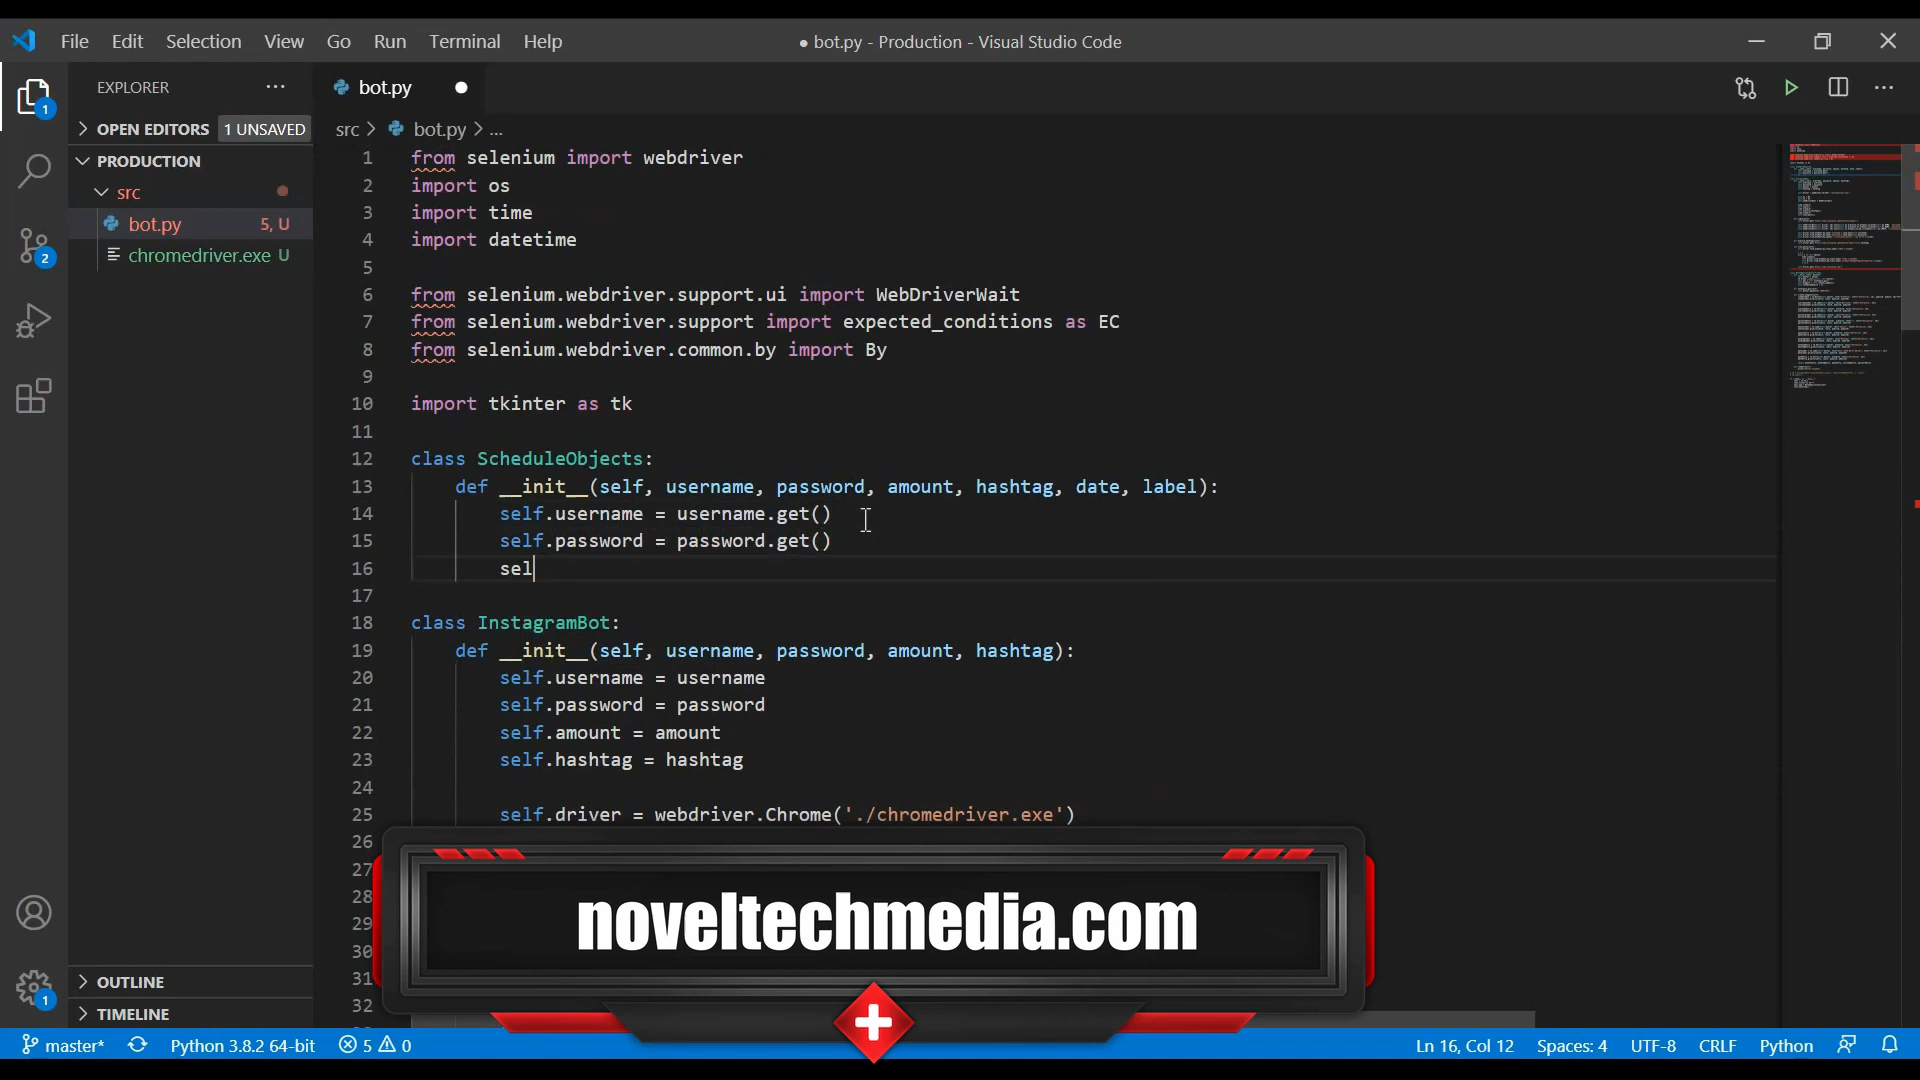 File Edit Selection View Go Run Terminal Help
● bot.py - Production - Visual Studio Code
EXPLORER
bot.py
OPEN EDITORS 1 UNSAVED
src > bot.py > ...
PRODUCTION
src
bot.py 5, U
chromedriver.exe U
1 from selenium import webdriver
2 import os
3 import time
4 import datetime
5
6 from selenium.webdriver.support.ui import WebDriverWait
7 from selenium.webdriver.support import expected_conditions as EC
8 from selenium.webdriver.common.by import By
9
10 import tkinter as tk
11
12 class ScheduleObjects:
13 def __init__(self, username, password, amount, hashtag, date, label):
14 self.username = username.get()
15 self.password = password.get()
16 sel
17
18 class InstagramBot:
19 def __init__(self, username, password, amount, hashtag):
20 self.username = username
21 self.password = password
22 self.amount = amount
23 self.hashtag = hashtag
24
25 self.driver = webdriver.Chrome('./chromedriver.exe')
26
27
28
29
30
31
32
noveltechmedia.com
OUTLINE
TIMELINE
1
2
1
master* Python 3.8.2 64-bit 5 0 Ln 16, Col 12 Spaces: 4 UTF-8 CRLF Python